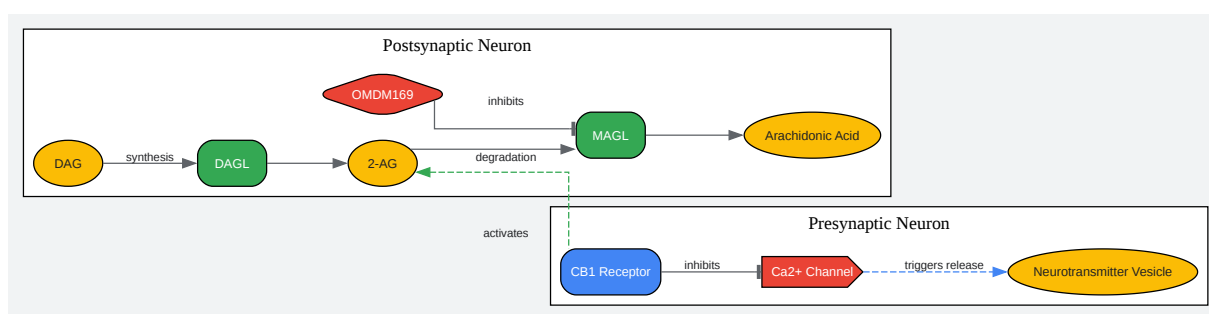 Postsynaptic Neuron
OMDM169
inhibits
MAGL
Arachidonic Acid
DAG
synthesis
DAGL
2-AG
degradation
activates
Presynaptic Neuron
CB1 Receptor
inhibits
Ca2+ Channel
triggers release
Neurotransmitter Vesicle